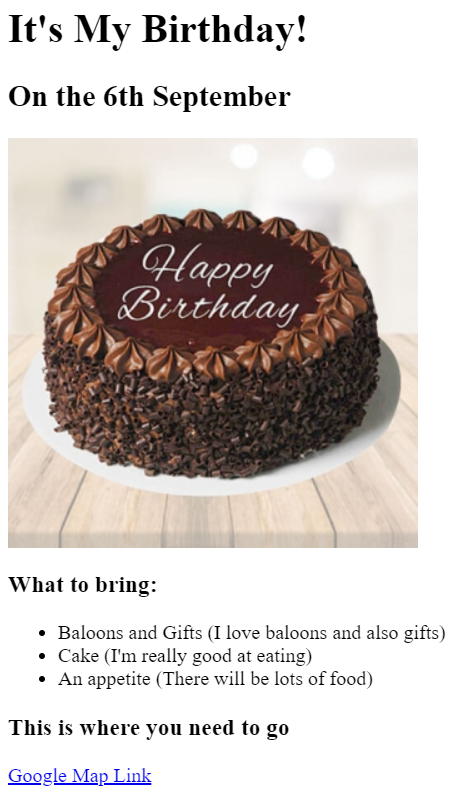 It's My Birthday!
On the 6th September
Happy
Birthday
What to bring:
Baloons and Gifts (I love baloons and also gifts)
Cake (I'm really good at eating)
An appetite (There will be lots of food)
This is where you need to go
Google Map Link